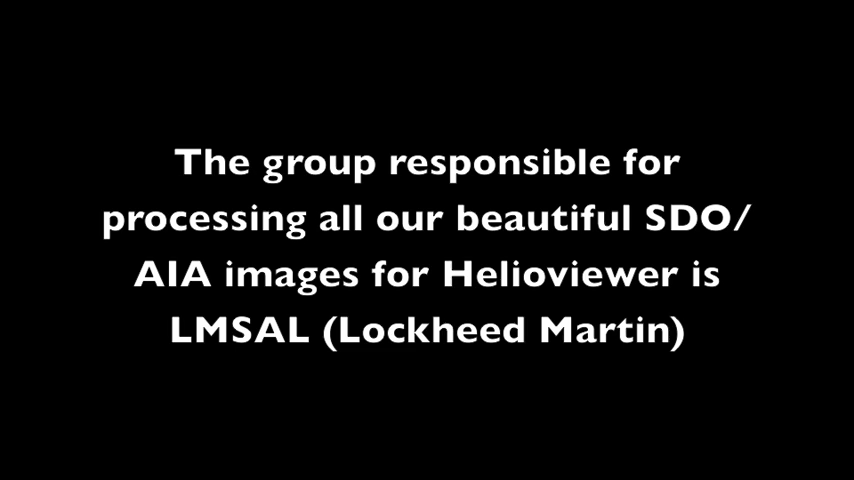 The group responsible for
processing all our beautiful SDO/
AIA images for Helioviewer is
LMSAL (Lockheed Martin)